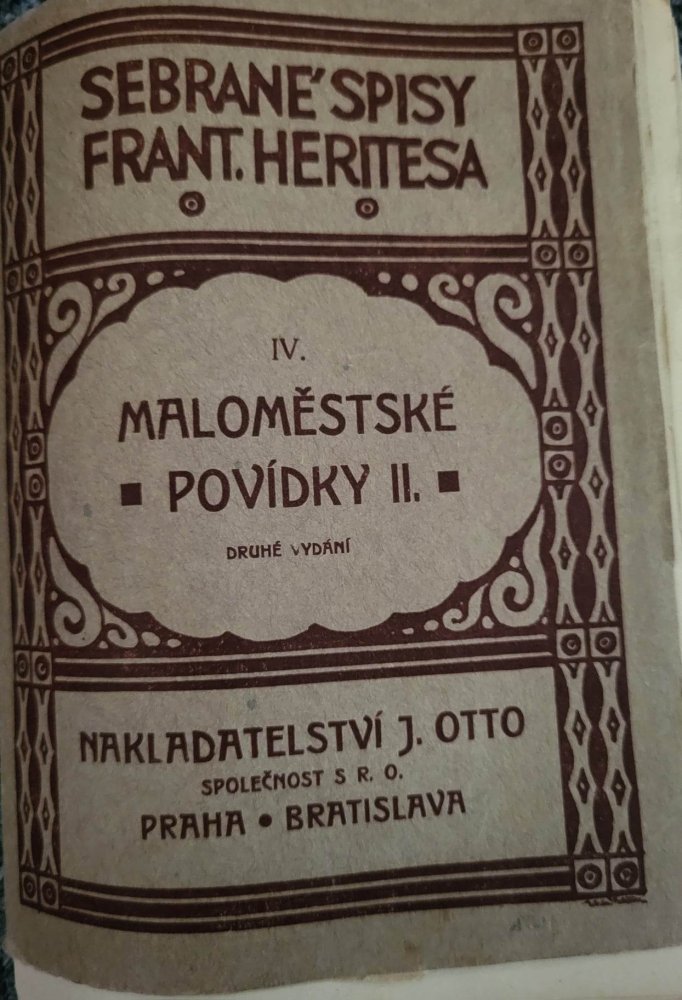 SEBRANÉ SPISY
FRANT. HERITESA
IV.
MALOMĚSTSKÉ
POVÍDKY II.
DRUHÉ VYDÁNÍ
NAKLADATELSTVÍ J. OTTO
SPOLEČNOST S R. O.
PRAHA • BRATISLAVA